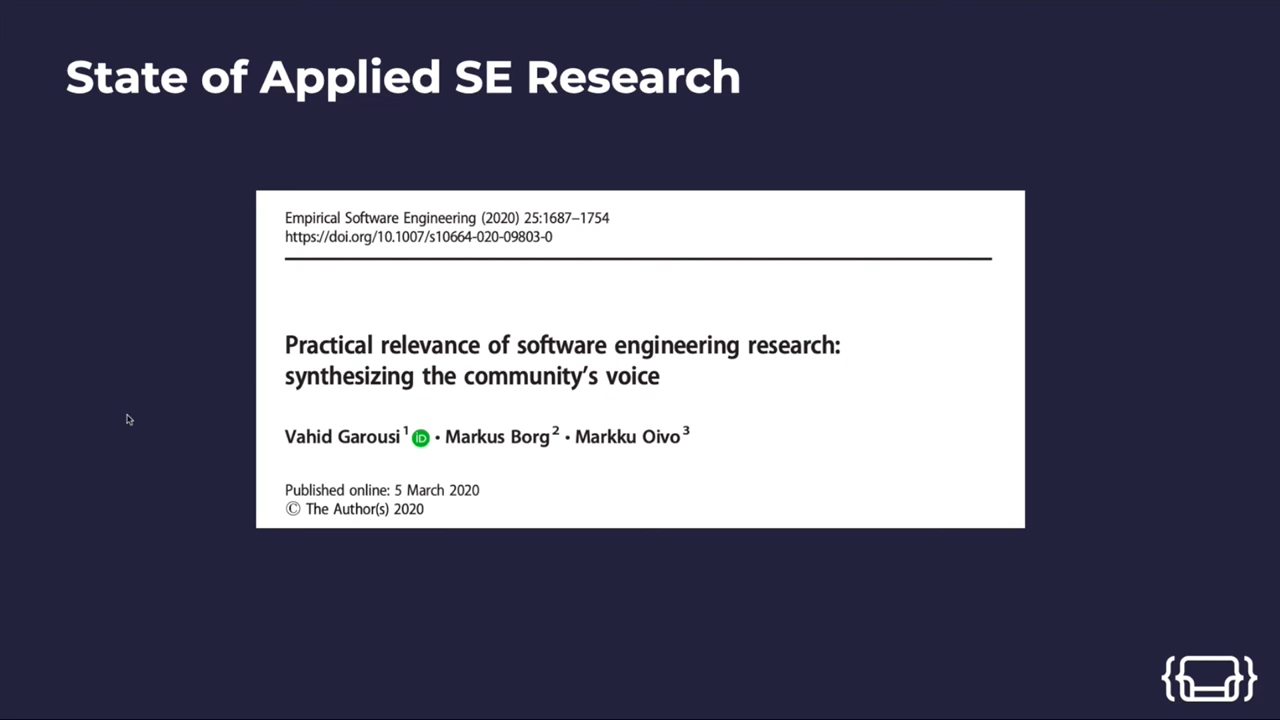 State of Applied SE Research
Empirical Software Engineering (2020) 25:1687–1754
https://doi.org/10.1007/s10664-020-09803-0
Practical relevance of software engineering research:
synthesizing the community’s voice
Vahid Garousi 1 iD · Markus Borg 2 · Markku Oivo 3
Published online: 5 March 2020
© The Author(s) 2020